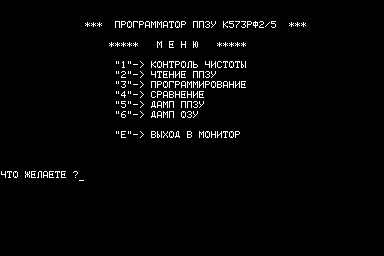 *** ПРОГРАММАТОР ППЗУ К573РФ2/5 ***
***** М Е Н Ю *****
"1"-> КОНТРОЛЬ ЧИСТОТЫ
"2"-> ЧТЕНИЕ ППЗУ
"3"-> ПРОГРАММИРОВАНИЕ
"4"-> СРАВНЕНИЕ
"5"-> ДАМП ППЗУ
"6"-> ДАМП ОЗУ
"E"-> ВЫХОД В МОНИТОР
ЧТО ЖЕЛАЕТЕ ?_